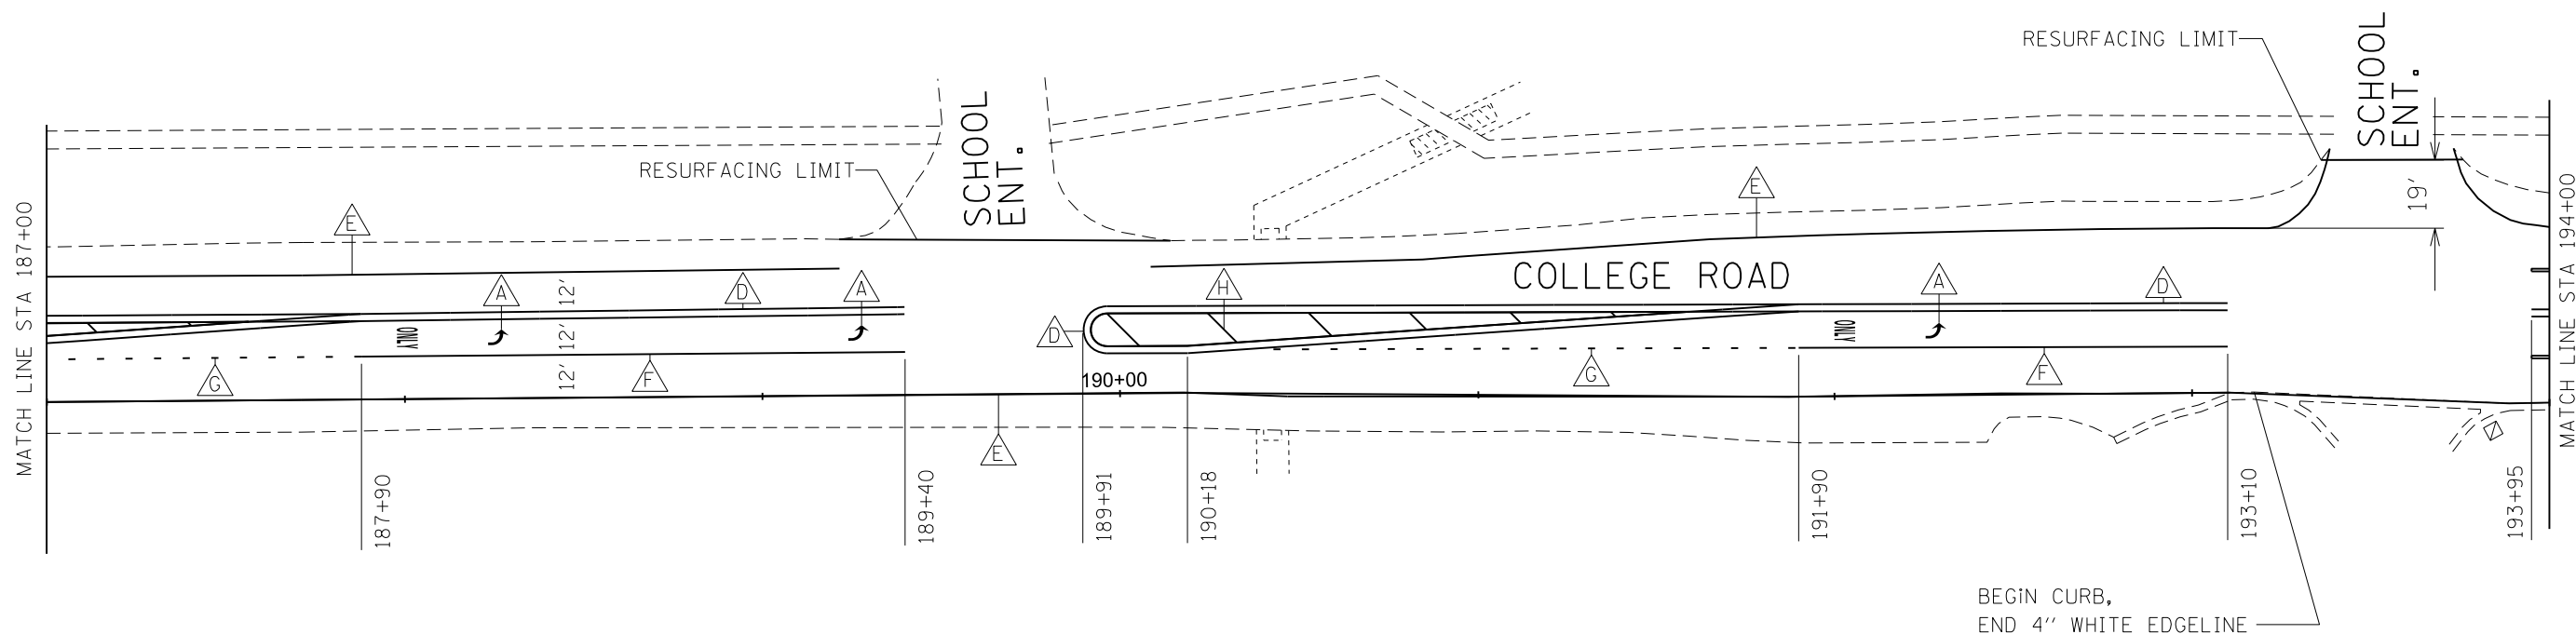 RESURFACING LIMIT
SCHOOL
ENT.
SCHOOL
ENT.
RESURFACING LIMIT
19'
MATCH LINE STA 187+00
MATCH LINE STA 194+00
E
E
A
12'
D
A
H
COLLEGE ROAD
A
D
ONLY
12'
D
ONLY
G
12'
F
190+00
G
F
E
187+90
189+40
189+91
190+18
191+90
193+10
193+95
BEGiN CURB,
END 4'' WHITE EDGELINE